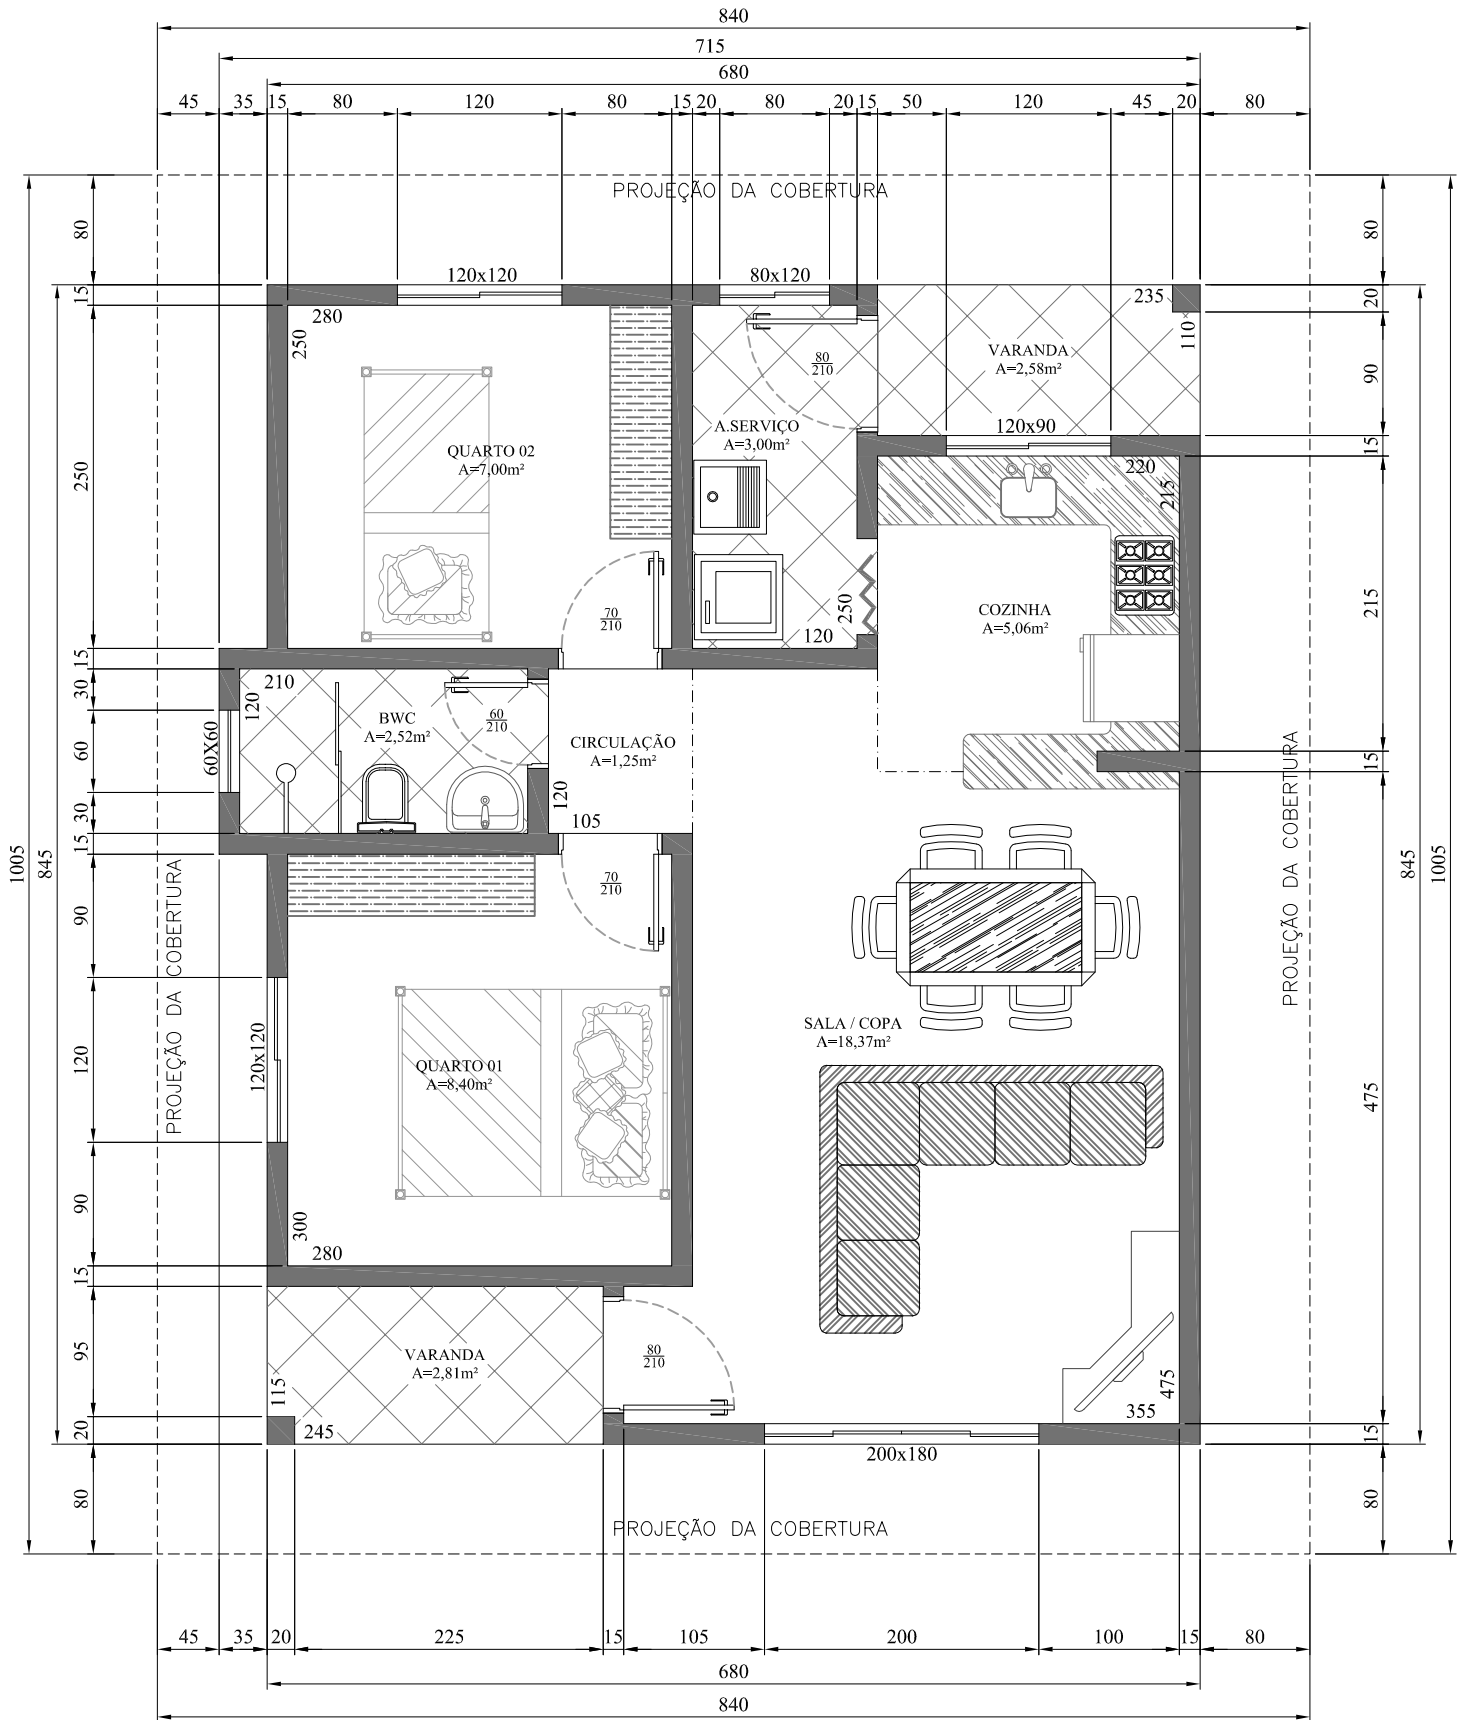 840
715
680
45 35 15 80 120 80 15 20 80 20 15 50 120 45 20 80
PROJEÇÃO DA COBERTURA
80
80
120x120
80x120
15
280
235
20
250
110
VARANDA
A=2,58m²
80
210
90
120x90
A.SERVIÇO
A=3,00m²
QUARTO 02
A=7,00m²
250
15
220
215
70
210
250
120
COZINHA
A=5,06m²
215
15
30
210
120
BWC
A=2,52m²
60
210
60X60
60
CIRCULAÇÃO
A=1,25m²
120
105
15
30
15
PROJEÇÃO DA COBERTURA
PROJEÇÃO DA COBERTURA
1005
845
845
1005
70
210
90
SALA / COPA
A=18,37m²
120x120
120
QUARTO 01
A=8,40m²
475
90
300
280
15
95
VARANDA
A=2,81m²
80
210
115
245
475
355
20
15
200x180
80
80
PROJEÇÃO DA COBERTURA
45 35 20 225 15 105 200 100 15 80
680
840